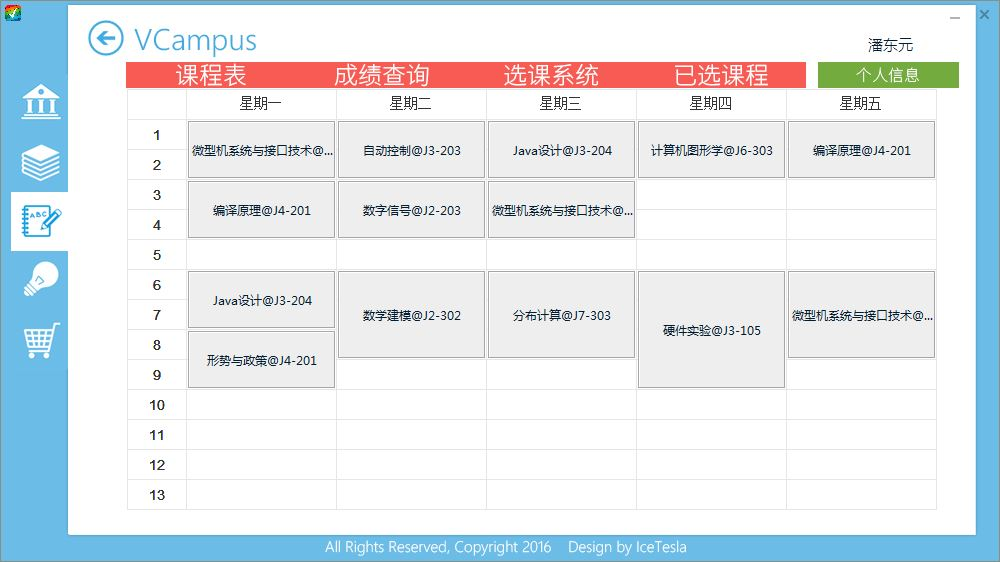 VCampus
潘东元
课程表 成绩查询 选课系统 已选课程 个人信息
星期一 星期二 星期三 星期四 星期五
1
微型机系统与接口技术@... 自动控制@J3-203 Java设计@J3-204 计算机图形学@J6-303 编译原理@J4-201
2
3
编译原理@J4-201 数字信号@J2-203 微型机系统与接口技术@...
4
5
6
Java设计@J3-204
7
数学建模@J2-302 分布计算@J7-303 微型机系统与接口技术@...
硬件实验@J3-105
8
形势与政策@J4-201
9
10
11
12
13
All Rights Reserved, Copyright 2016 Design by IceTesla
ABC